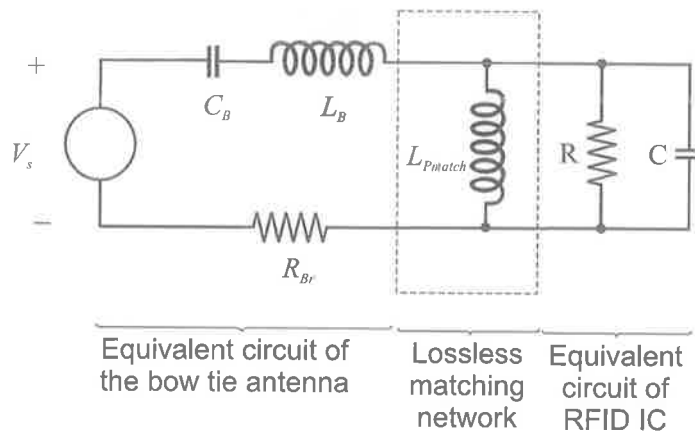 +
V_s
−
C_B
L_B
L_Pmatch
R
C
R_Br
Equivalent circuit of
the bow tie antenna
Lossless
matching
network
Equivalent
circuit of
RFID IC